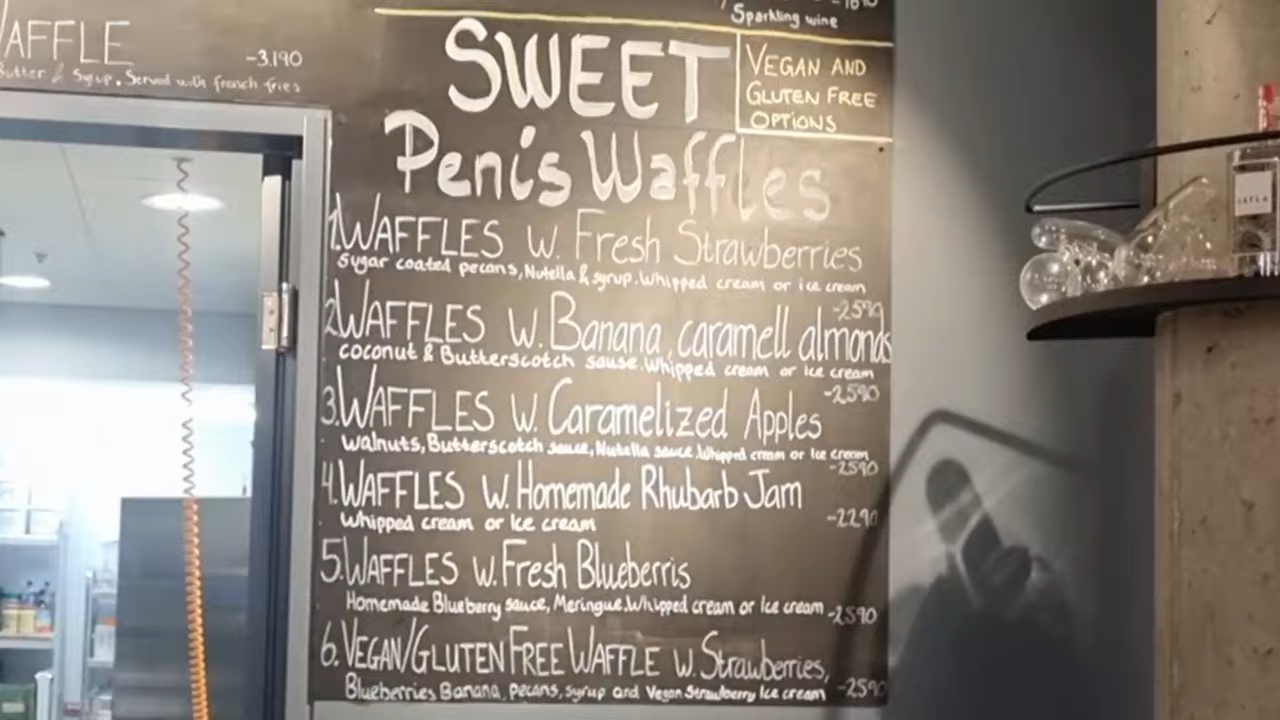 WAFFLE
-3.190
Butter & Syrup. Served with french fries
Sparkling wine
SWEET
VEGAN AND
GLUTEN FREE
OPTIONS
Penis Waffles
1.WAFFLES w. Fresh Strawberries
Sugar coated pecans, Nutella & syrup. Whipped cream or ice cream
-2590
2.WAFFLES w. Banana, caramell almonds
coconut & Butterscotch sause. Whipped cream or Ice cream
-2590
3.WAFFLES w. Caramelized Apples
walnuts, Butterscotch sauce, Nutella sauce. Whipped cream or Ice cream
-2590
4.WAFFLES w. Homemade Rhubarb Jam
Whipped cream or Ice cream
-2290
5.WAFFLES w. Fresh Blueberris
Homemade Blueberry sauce, Meringue. Whipped cream or Ice cream -2590
6.VEGAN/GLUTEN FREE WAFFLE w. Strawberries,
Blueberries Banana, pecans, syrup and Vegan Strawberry Ice cream -2590